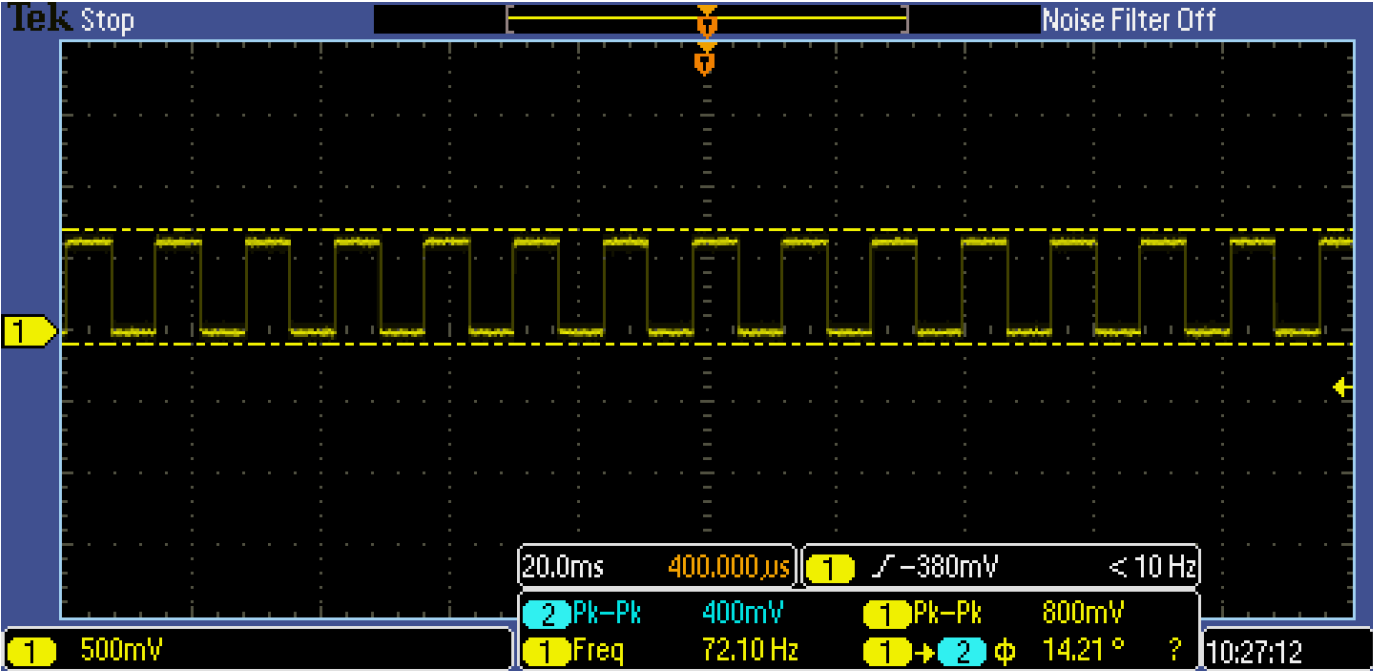 Tek Stop Noise Filter Off
T
T
1
20.0ms 400.000µs 1 −380mV < 10 Hz
2 Pk−Pk 400mV 1 Pk−Pk 800mV
1 500mV 1 Freq 72.10 Hz 1 → 2 Φ 14.21 ° ? 10:27:12